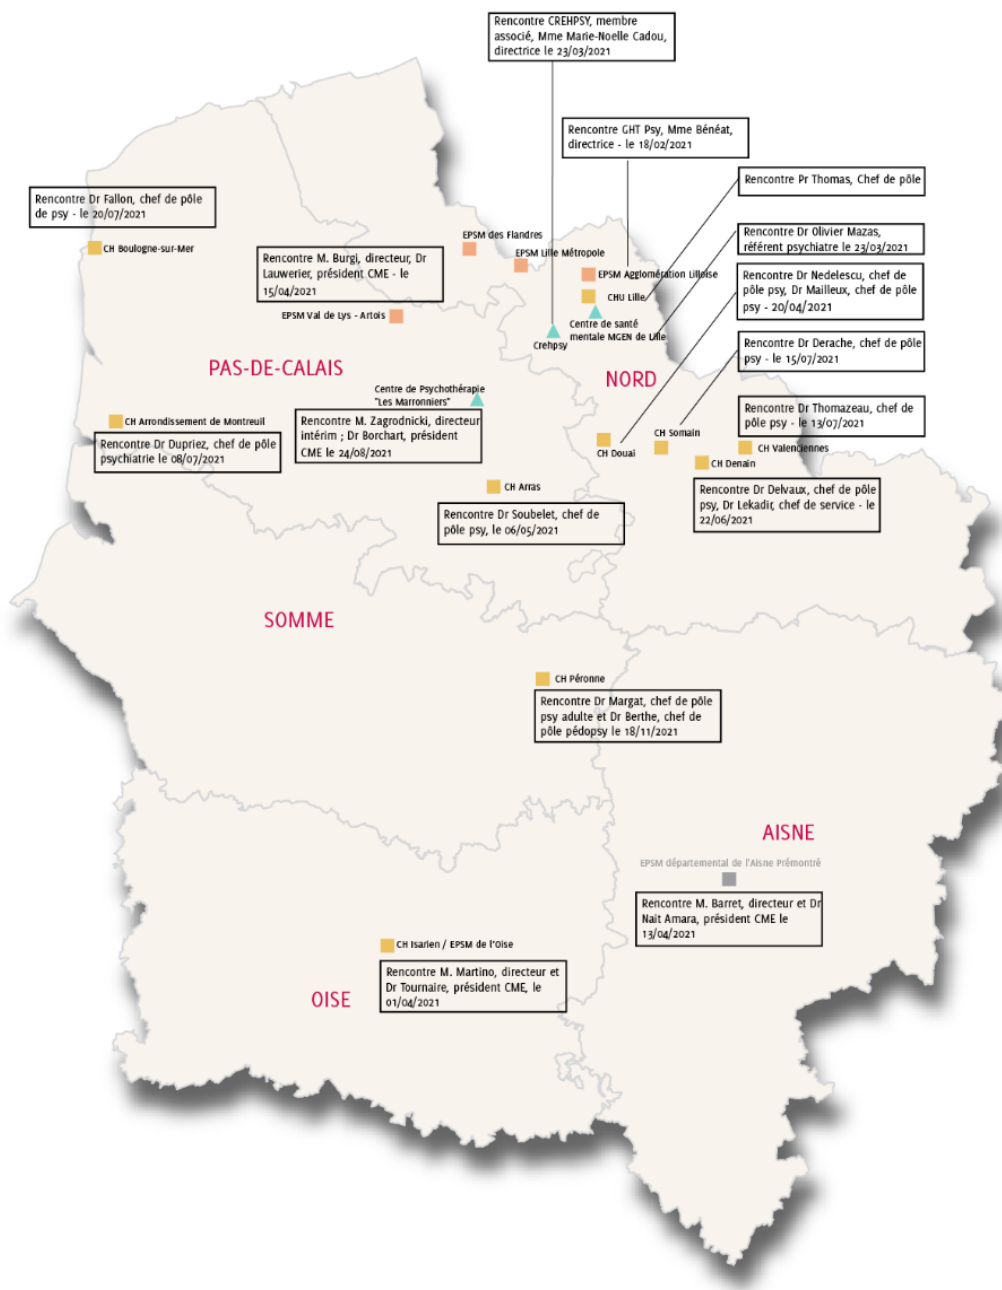 Rencontre CREHPSY, membre
associé, Mme Marie-Noelle Cadou,
directrice le 23/03/2021
Rencontre GHT Psy, Mme Bénéat,
directrice - le 18/02/2021
Rencontre Pr Thomas, Chef de pôle
Rencontre Dr Fallon, chef de pôle
de psy - le 20/07/2021
CH Boulogne-sur-Mer
Rencontre Dr Olivier Mazas,
référent psychiatre le 23/03/2021
EPSM des Flandres
EPSM Lille Métropole
Rencontre M. Burgi, directeur, Dr
Lauwerier, président CME - le
15/04/2021
EPSM Agglomération Lilloise
Rencontre Dr Nedelescu, chef de
pôle psy, Dr Mailleux, chef de pôle
psy - 20/04/2021
CHU Lille
EPSM Val de Lys - Artois
Centre de santé
mentale MGEN de Lille
Crehpsy
Rencontre Dr Derache, chef de pôle
psy - le 15/07/2021
PAS-DE-CALAIS
NORD
Centre de Psychothérapie
"Les Marronniers"
Rencontre M. Zagrodnicki, directeur
intérim ; Dr Borchart, président
CME le 24/08/2021
Rencontre Dr Thomazeau, chef de
pôle psy - le 13/07/2021
CH Arrondissement de Montreuil
Rencontre Dr Dupriez, chef de pôle
psychiatrie le 08/07/2021
CH Douai
CH Somain
CH Valenciennes
CH Denain
CH Arras
Rencontre Dr Soubelet, chef de
pôle psy, le 06/05/2021
Rencontre Dr Delvaux, chef de pôle
psy, Dr Lekadir, chef de service - le
22/06/2021
SOMME
CH Péronne
Rencontre Dr Margat, chef de pôle
psy adulte et Dr Berthe, chef de
pôle pédopsy le 18/11/2021
AISNE
EPSM départemental de l'Aisne Prémontré
Rencontre M. Barret, directeur et Dr
Nait Amara, président CME le
13/04/2021
CH Isarien / EPSM de l'Oise
Rencontre M. Martino, directeur et
Dr Tournaire, président CME, le
01/04/2021
OISE